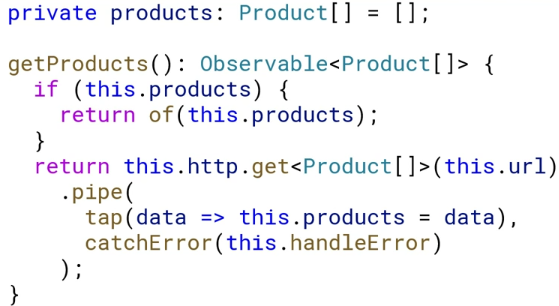 private products: Product[] = [];

getProducts(): Observable<Product[]> {
  if (this.products) {
    return of(this.products);
  }
  return this.http.get<Product[]>(this.url)
    .pipe(
      tap(data => this.products = data),
      catchError(this.handleError)
    );
}